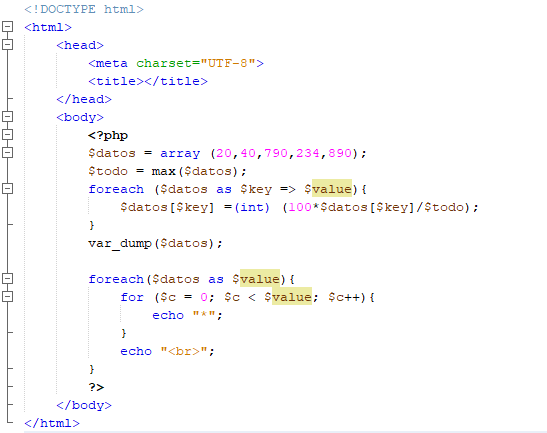 <!DOCTYPE html>
<html>
<head>
<meta charset="UTF-8">
<title></title>
</head>
<body>
<?php
$datos = array (20,40,790,234,890);
$todo = max($datos);
foreach ($datos as $key => $value){
$datos[$key] =(int) (100*$datos[$key]/$todo);
}
var_dump($datos);
foreach($datos as $value){
for ($c = 0; $c < $value; $c++){
echo "*";
}
echo "<br>";
}
?>
</body>
</html>